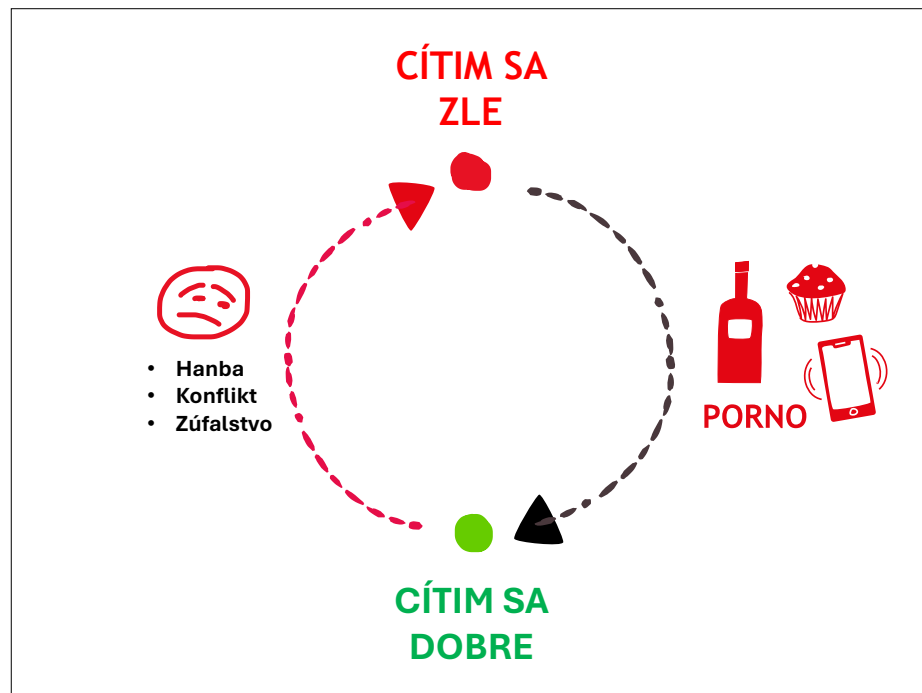 CÍTIM SA
ZLE
• Hanba
• Konflikt
• Zúfalstvo
PORNO
CÍTIM SA
DOBRE